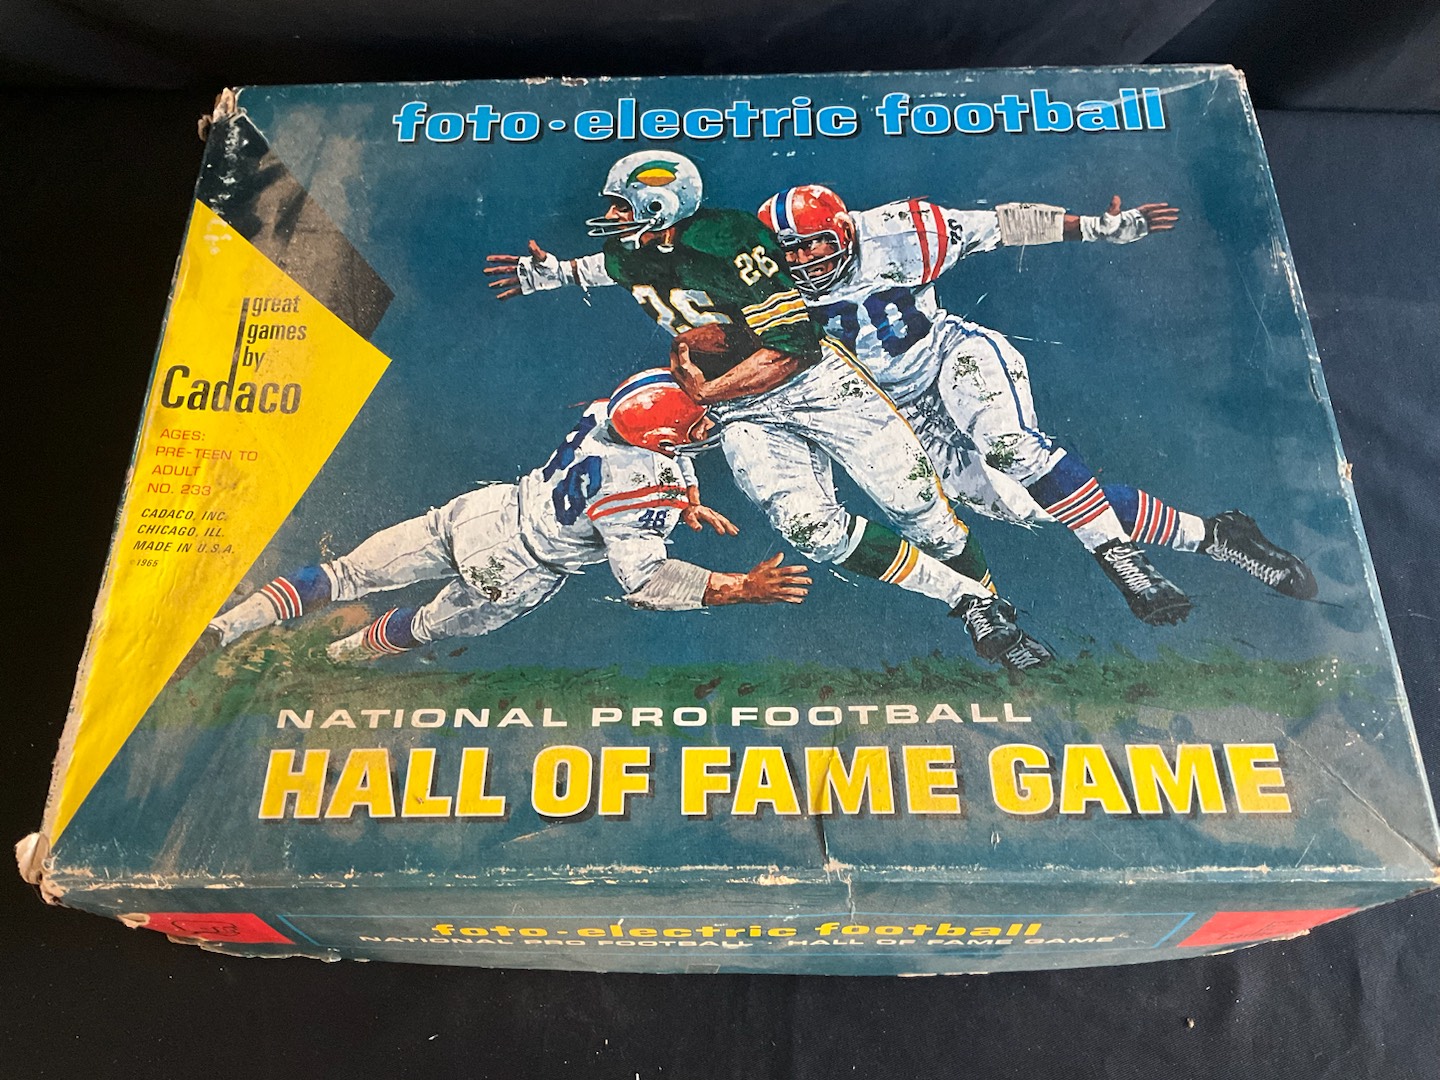 foto-electric football
great
games
by
Cadaco
AGES:
PRE-TEEN TO
ADULT
NO. 233
CADACO, INC.
CHICAGO, ILL.
MADE IN U.S.A.
1965
26
26
80
48
NATIONAL PRO FOOTBALL
HALL OF FAME GAME
foto-electric football
NATIONAL PRO FOOTBALL HALL OF FAME GAME